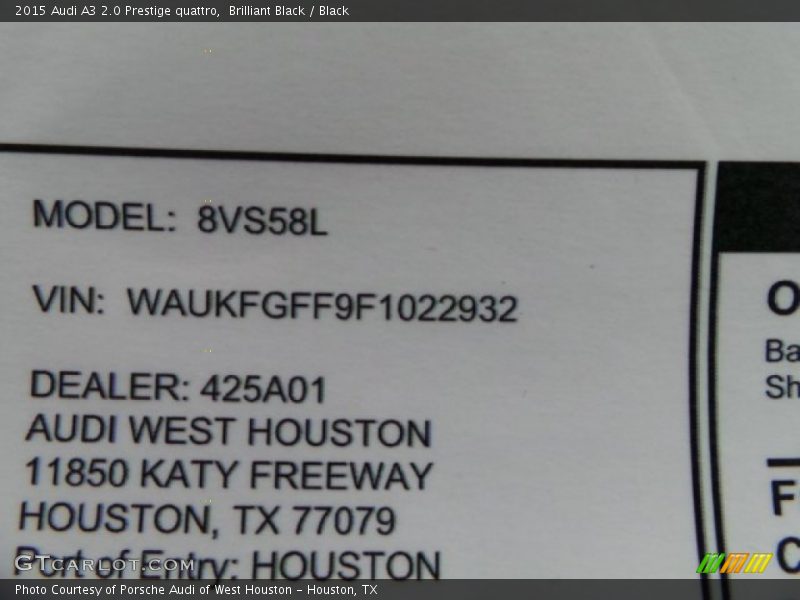 2015 Audi A3 2.0 Prestige quattro,  Brilliant Black / Black
MODEL: 8VS58L
VIN: WAUKFGFF9F1022932
DEALER: 425A01
AUDI WEST HOUSTON
11850 KATY FREEWAY
HOUSTON, TX 77079
Port of Entry: HOUSTON
O
Ba
Sh
F
C
GTcarlot.com
Photo Courtesy of Porsche Audi of West Houston - Houston, TX